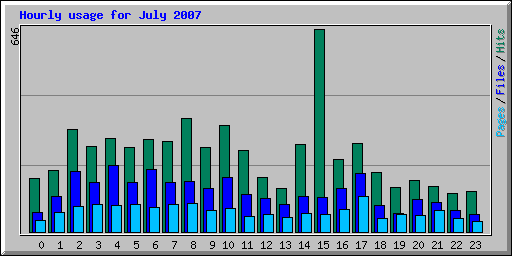 Hourly usage for July 2007
646
Pages / Files / Hits
0 1 2 3 4 5 6 7 8 9 10 11 12 13 14 15 16 17 18 19 20 21 22 23